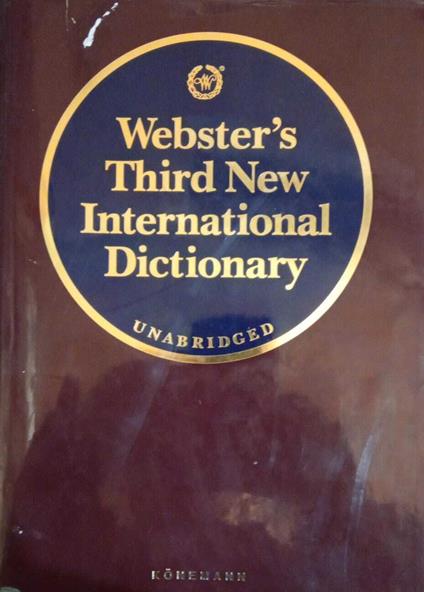 Webster's
Third New
International
Dictionary
UNABRIDGED
KÖNEMANN